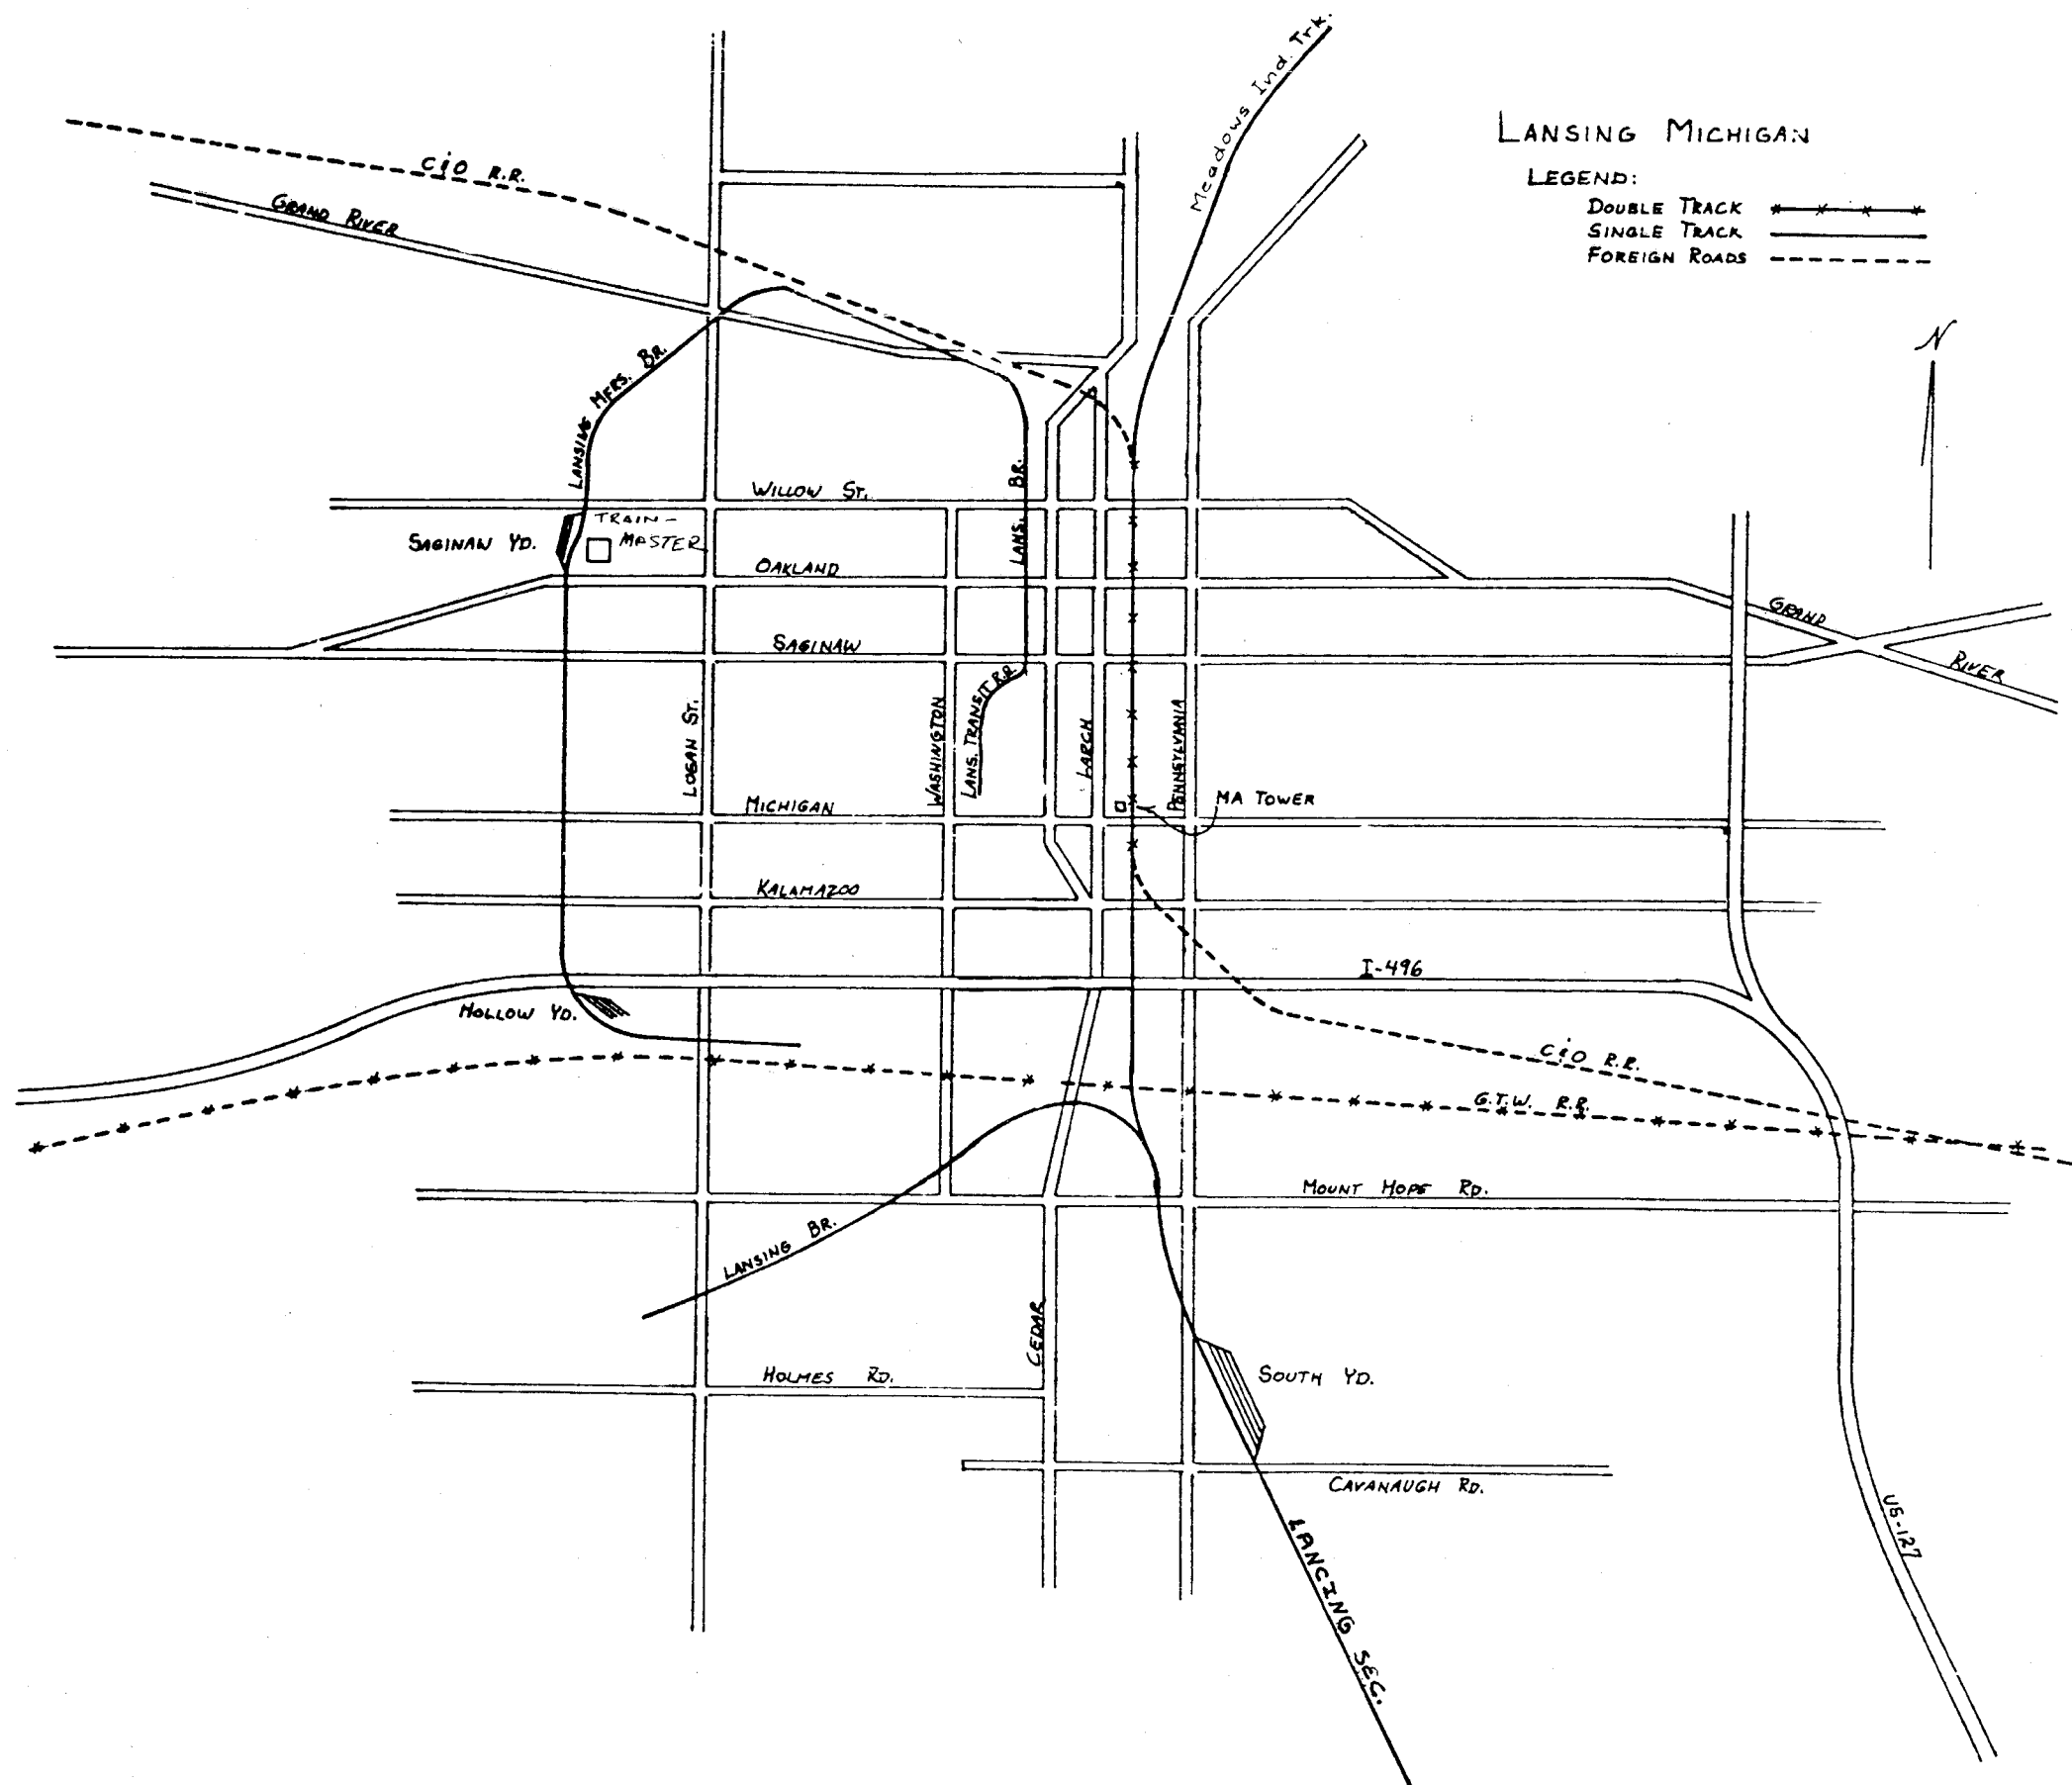 LANSING MICHIGAN
LEGEND:
DOUBLE TRACK
SINGLE TRACK
FOREIGN ROADS
N
Meadows Ind. Trk.
C&O R.R.
GRAND RIVER
LANSING MFRS. BR.
WILLOW ST.
LANS. BR.
SAGINAW YD.
TRAIN-
MASTER
OAKLAND
SAGINAW
GRAND
RIVER
LOGAN ST.
WASHINGTON
LANS. TRANSIT R.R.
LARCH
PENNSYLVANIA
MICHIGAN
MA TOWER
KALAMAZOO
I-496
HOLLOW YD.
C&O R.R.
G.T.W. R.R.
MOUNT HOPE RD.
LANSING BR.
CEDAR
HOLMES RD.
SOUTH YD.
CAVANAUGH RD.
LANCING SEC.
US-127